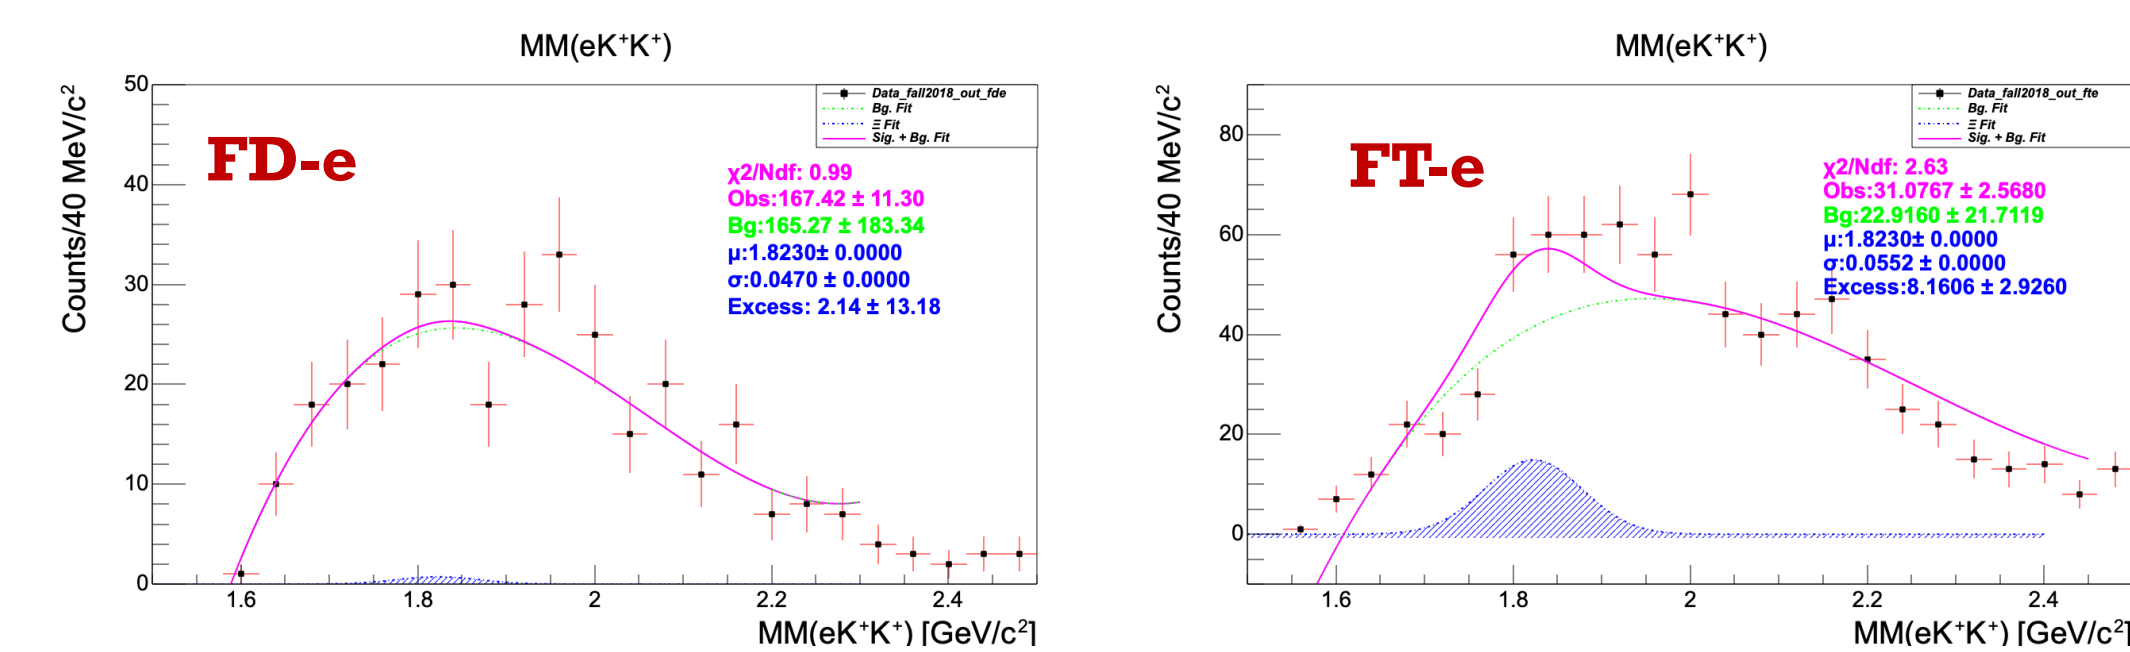 MM(eK⁺K⁺)
Counts/40 MeV/c²
50
40
30
20
10
0
FD-e
Data_fall2018_out_fde
Bg. Fit
Ξ Fit
Sig. + Bg. Fit
χ2/Ndf: 0.99
Obs:167.42 ± 11.30
Bg:165.27 ± 183.34
μ:1.8230± 0.0000
σ:0.0470 ± 0.0000
Excess: 2.14 ± 13.18
1.6 1.8 2 2.2 2.4
MM(eK⁺K⁺) [GeV/c²]
MM(eK⁺K⁺)
Counts/40 MeV/c²
80
60
40
20
0
FT-e
Data_fall2018_out_fte
Bg. Fit
Ξ Fit
Sig. + Bg. Fit
χ2/Ndf: 2.63
Obs:31.0767 ± 2.5680
Bg:22.9160 ± 21.7119
μ:1.8230± 0.0000
σ:0.0552 ± 0.0000
Excess:8.1606 ± 2.9260
1.6 1.8 2 2.2 2.4
MM(eK⁺K⁺) [GeV/c²]